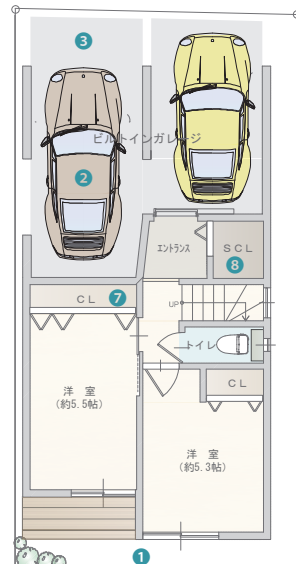 3
ビルトインガレージ
2
エントランス
SCL
8
CL
7
UP
トイレ
CL
洋 室
(約5.5帖)
洋 室
(約5.3帖)
1